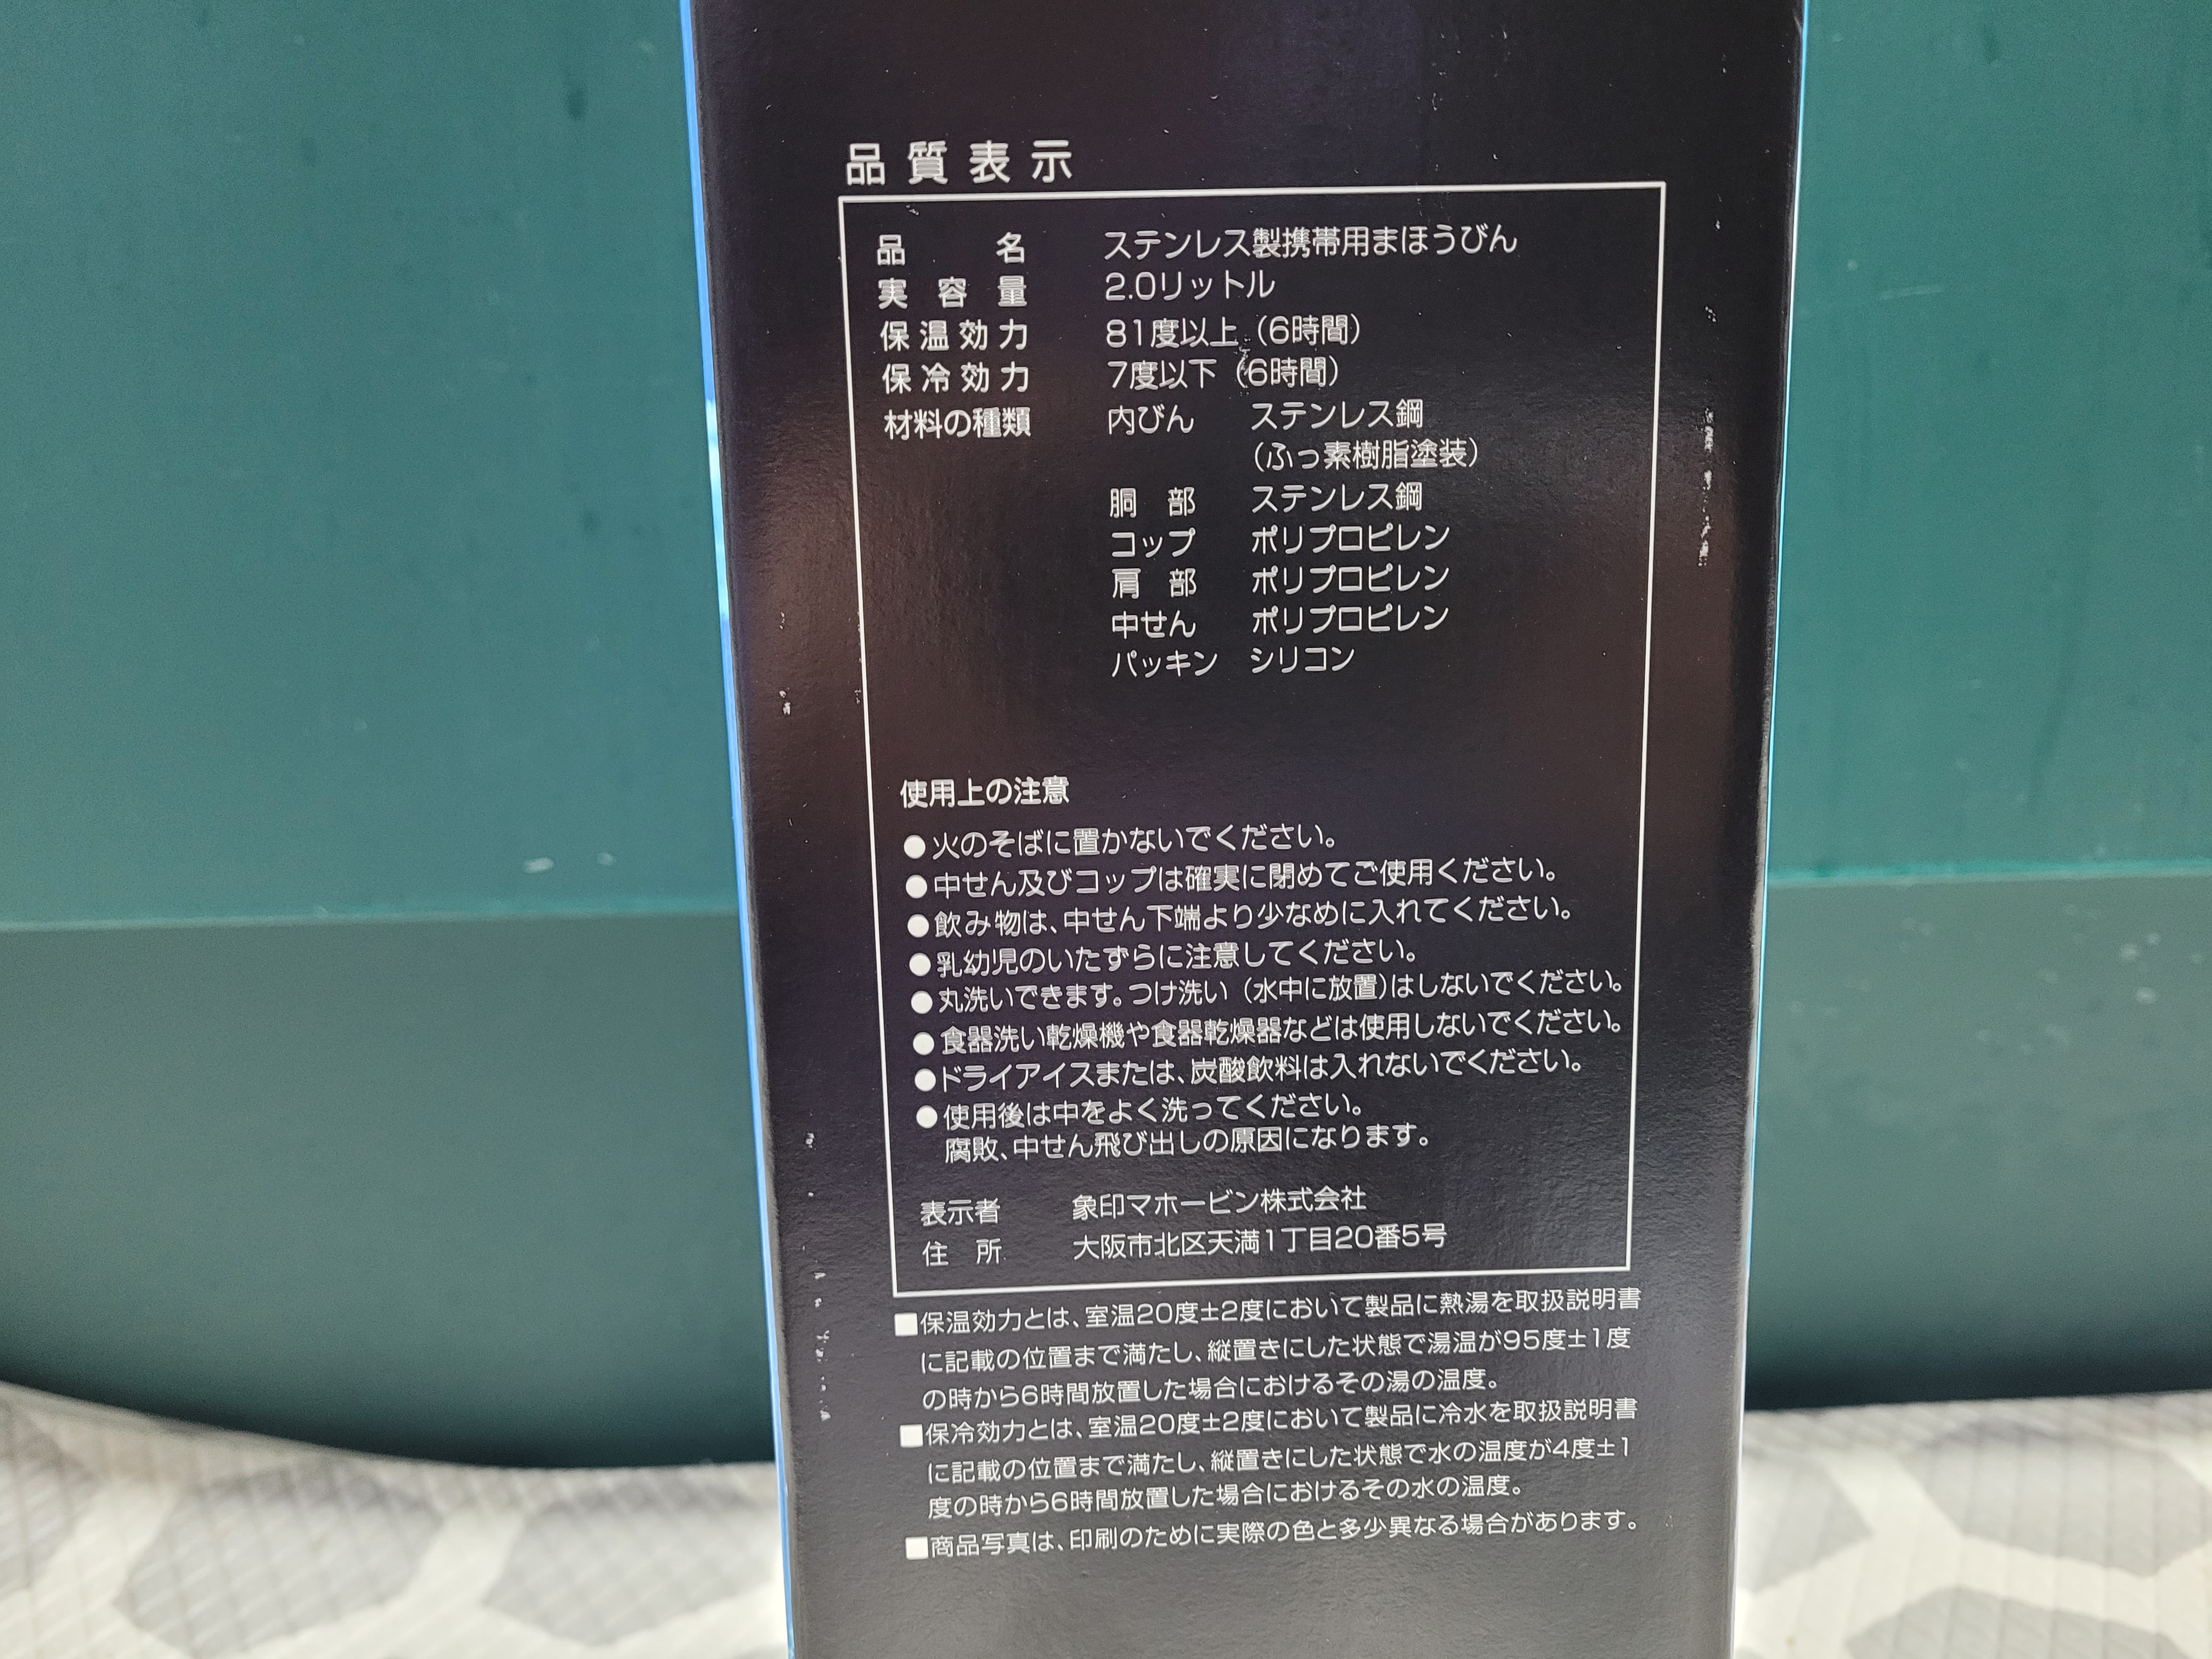 品質表示
品名 ステンレス製携帯用まほうびん
実容量 2.0リットル
保温効力 81度以上（6時間）
保冷効力 7度以下（6時間）
材料の種類 内びん ステンレス鋼
（ふっ素樹脂塗装）
胴部 ステンレス鋼
コップ ポリプロピレン
肩部 ポリプロピレン
中せん ポリプロピレン
パッキン シリコン
使用上の注意
●火のそばに置かないでください。
●中せん及びコップは確実に閉めてご使用ください。
●飲み物は、中せん下端より少なめに入れてください。
●乳幼児のいたずらに注意してください。
●丸洗いできます。つけ洗い（水中に放置）はしないでください。
●食器洗い乾燥機や食器乾燥器などは使用しないでください。
●ドライアイスまたは、炭酸飲料は入れないでください。
●使用後は中をよく洗ってください。
腐敗、中せん飛び出しの原因になります。
表示者 象印マホービン株式会社
住所 大阪市北区天満1丁目20番5号
■保温効力とは、室温20度±2度において製品に熱湯を取扱説明書
に記載の位置まで満たし、縦置きにした状態で湯温が95度±1度
の時から6時間放置した場合におけるその湯の温度。
■保冷効力とは、室温20度±2度において製品に冷水を取扱説明書
に記載の位置まで満たし、縦置きにした状態で水の温度が4度±1
度の時から6時間放置した場合におけるその水の温度。
■商品写真は、印刷のために実際の色と多少異なる場合があります。